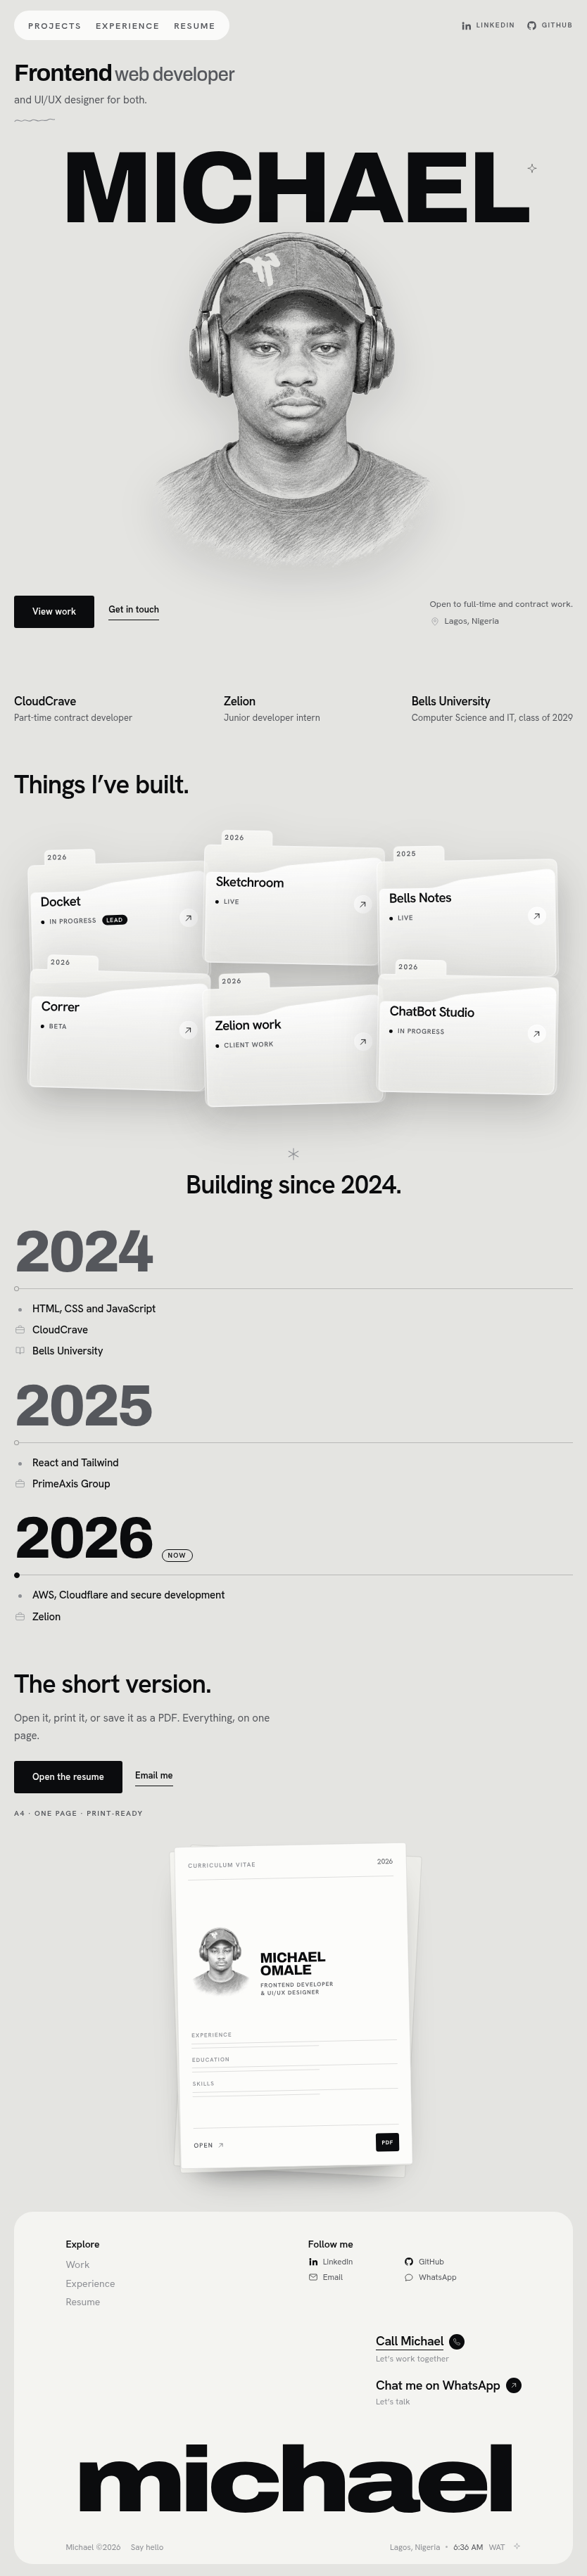 PROJECTS EXPERIENCE RESUME
LINKEDIN GITHUB
Frontend web developer
and UI/UX designer for both.
MICHAEL
View work Get in touch
Open to full-time and contract work.
Lagos, Nigeria
CloudCrave
Part-time contract developer
Zelion
Junior developer intern
Bells University
Computer Science and IT, class of 2029
Things I’ve built.
2026
Docket
IN PROGRESS LEAD
2026
Sketchroom
LIVE
2025
Bells Notes
LIVE
2026
Correr
BETA
2026
Zelion work
CLIENT WORK
2026
ChatBot Studio
IN PROGRESS
Building since 2024.
2024
HTML, CSS and JavaScript
CloudCrave
Bells University
2025
React and Tailwind
PrimeAxis Group
2026 NOW
AWS, Cloudflare and secure development
Zelion
The short version.
Open it, print it, or save it as a PDF. Everything, on one
page.
Open the resume Email me
A4 · ONE PAGE · PRINT-READY
CURRICULUM VITAE 2026
MICHAEL
OMALE
FRONTEND DEVELOPER
& UI/UX DESIGNER
EXPERIENCE
EDUCATION
SKILLS
OPEN PDF
Explore
Work
Experience
Resume
Follow me
LinkedIn GitHub
Email WhatsApp
Call Michael
Let's work together
Chat me on WhatsApp
Let's talk
michael
Michael ©2026 Say hello
Lagos, Nigeria • 6:36 AM WAT